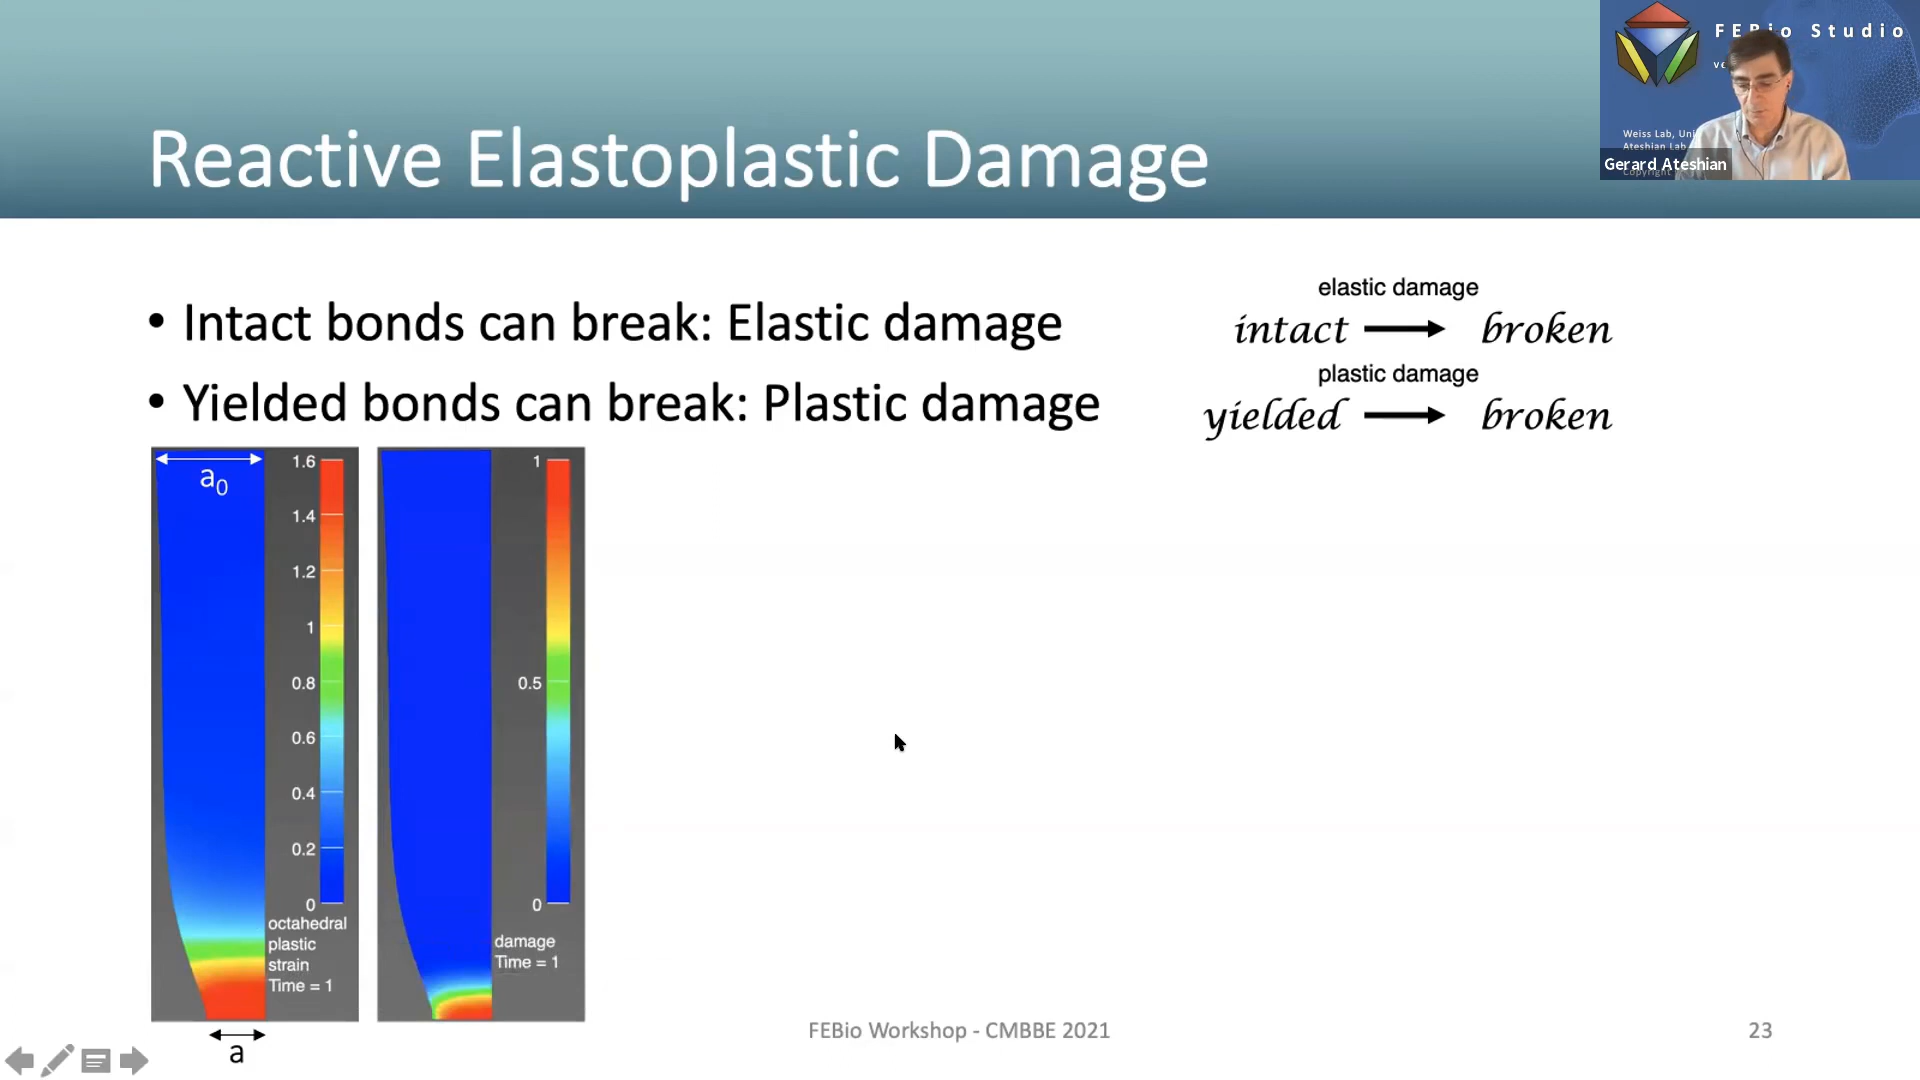 FEBio Studio
Weiss Lab, Uni
Ateshian Lab
Gerard Ateshian
Copyright
Reactive Elastoplastic Damage
• Intact bonds can break: Elastic damage
• Yielded bonds can break: Plastic damage
elastic damage
intact → broken
plastic damage
yielded → broken
a0
1.6
1.4
1.2
1
0.8
0.6
0.4
0.2
0
octahedral
plastic
strain
Time = 1
a
1
0.5
0
damage
Time = 1
FEBio Workshop - CMBBE 2021
23